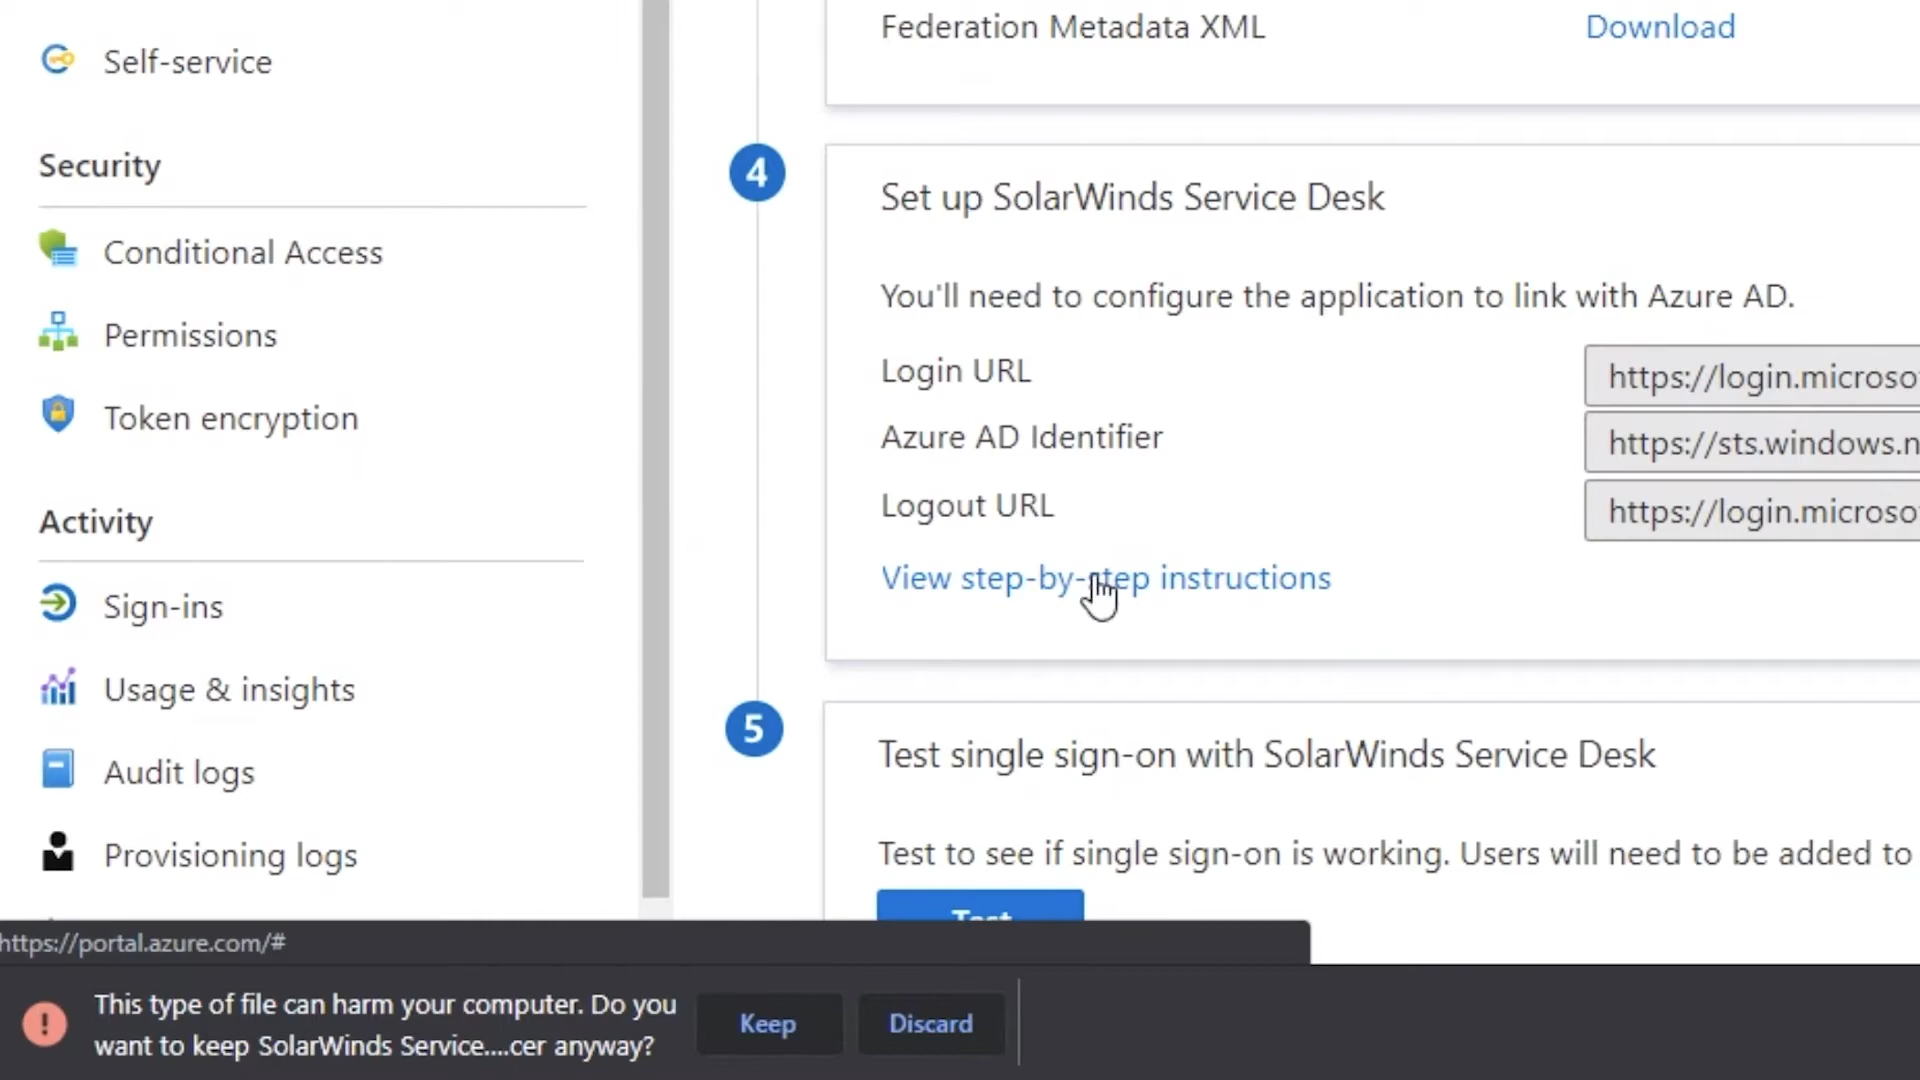 Self-service
Security
Conditional Access
Permissions
Token encryption
Activity
Sign-ins
Usage & insights
Audit logs
Provisioning logs
Federation Metadata XML
Download
4
Set up SolarWinds Service Desk
You'll need to configure the application to link with Azure AD.
Login URL
https://login.microso
Azure AD Identifier
https://sts.windows.n
Logout URL
https://login.microso
View step-by-step instructions
5
Test single sign-on with SolarWinds Service Desk
Test to see if single sign-on is working. Users will need to be added to
Test
https://portal.azure.com/#
This type of file can harm your computer. Do you
want to keep SolarWinds Service....cer anyway?
Keep
Discard